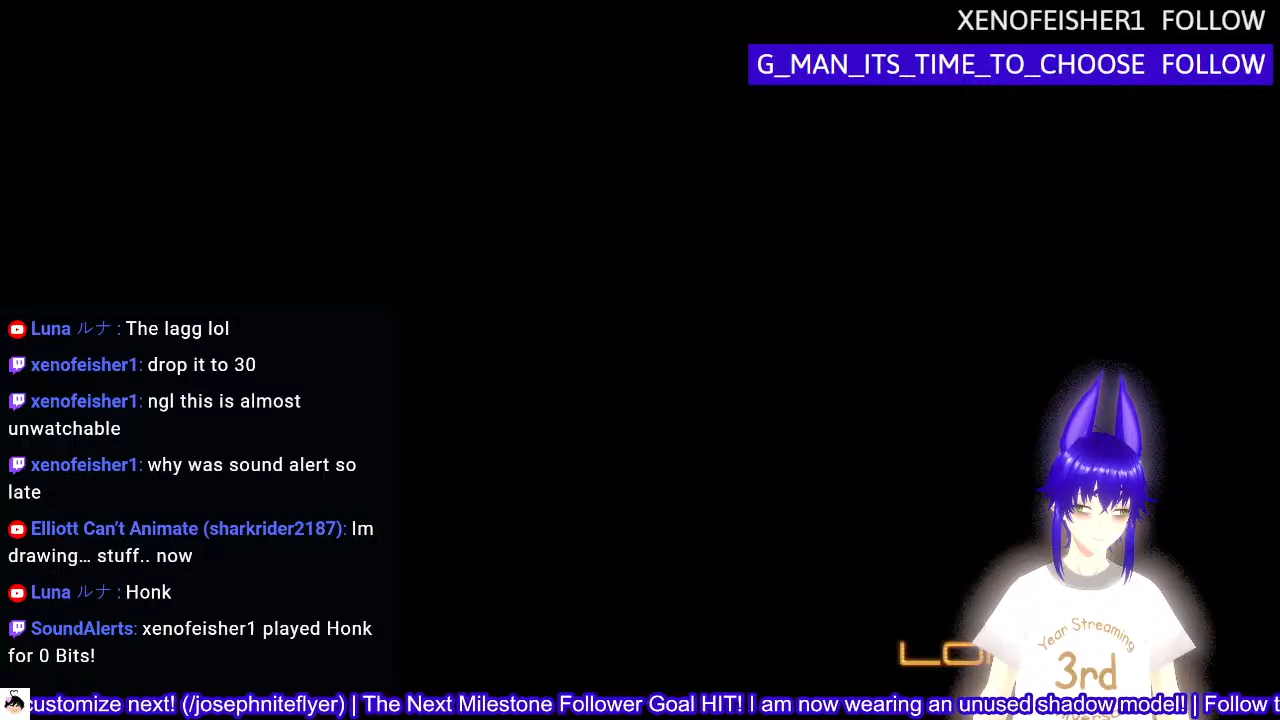 XENOFEISHER1 FOLLOW
G_MAN_ITS_TIME_TO_CHOOSE FOLLOW
Luna ルナ : The lagg lol
xenofeisher1: drop it to 30
xenofeisher1: ngl this is almost
unwatchable
xenofeisher1: why was sound alert so
late
Elliott Can’t Animate (sharkrider2187): Im
drawing… stuff.. now
Luna ルナ : Honk
SoundAlerts: xenofeisher1 played Honk
for 0 Bits!
Year Streaming
3rd
customize next! (/josephniteflyer) | The Next Milestone Follower Goal HIT! I am now wearing an unused shadow model! | Follow t